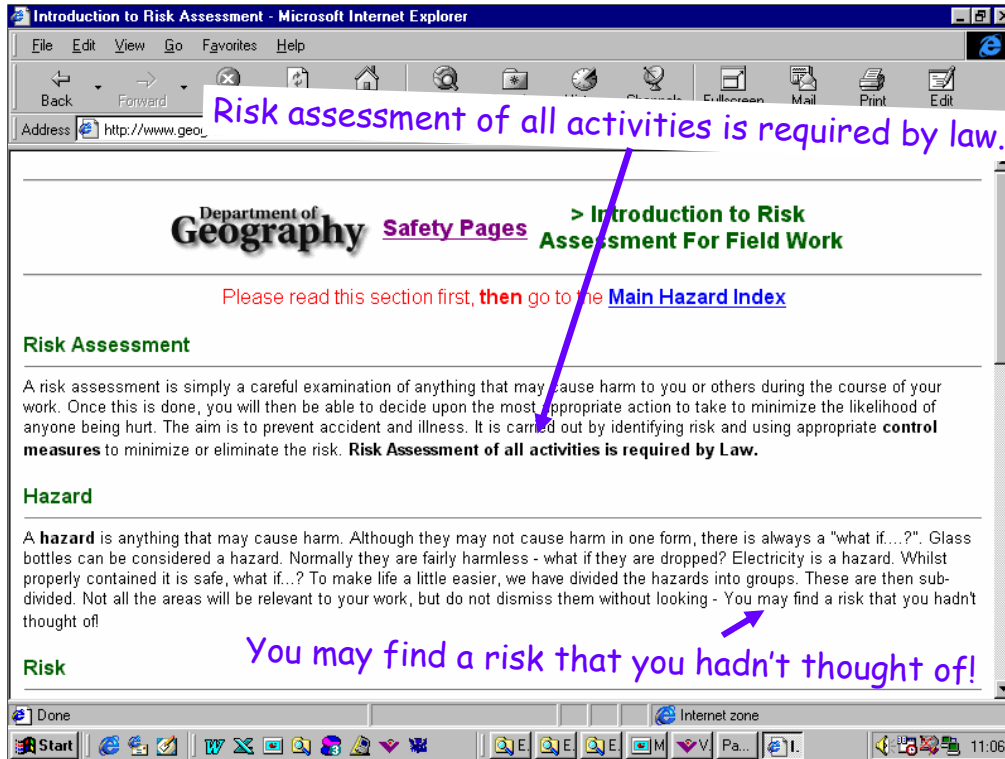 Introduction to Risk Assessment - Microsoft Internet Explorer
File Edit View Go Favorites Help
Back Forward Fullscreen Mail Print Edit
Address http://www.geog
Risk assessment of all activities is required by law.
Department of
Geography Safety Pages > Introduction to Risk
Assessment For Field Work
Please read this section first, then go to the Main Hazard Index
Risk Assessment
A risk assessment is simply a careful examination of anything that may cause harm to you or others during the course of your
work. Once this is done, you will then be able to decide upon the most appropriate action to take to minimize the likelihood of
anyone being hurt. The aim is to prevent accident and illness. It is carried out by identifying risk and using appropriate control
measures to minimize or eliminate the risk. Risk Assessment of all activities is required by Law.
Hazard
A hazard is anything that may cause harm. Although they may not cause harm in one form, there is always a "what if....?". Glass
bottles can be considered a hazard. Normally they are fairly harmless - what if they are dropped? Electricity is a hazard. Whilst
properly contained it is safe, what if...? To make life a little easier, we have divided the hazards into groups. These are then sub-
divided. Not all the areas will be relevant to your work, but do not dismiss them without looking - You may find a risk that you hadn't
thought of!
You may find a risk that you hadn't thought of!
Risk
Done Internet zone
Start E. E. E. M V. Pa... I. 11:06